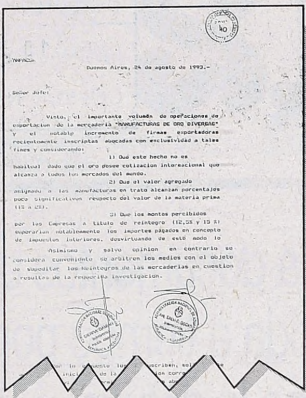 Buenos Aires, 24 de agosto de 1993.-
Señor Jefe:
Visto, el importante volumén de operaciones de
exportación de la mercadería "MANUFACTURAS DE ORO DIVERSAS"
y el notable incremento de firmas exportadoras
recientemente inscriptas abocadas con exclusividad a tales
fines y considerando:
1) Que este hecho no es
habitual dado que el oro posee cotización internacional que
alcanza a todos los mercados del mundo.
2) Que el valor agregado
asignado a las manufacturas en trato alcanzan porcentajes
poco significativos respecto del valor de la materia prima
3) Que los montos percibidos
por las Empresas a título de reintegro (12,5% y 15 %)
superarían notablemente los importes pagados en concepto
de impuestos interiores, desvirtuando de este modo lo
Asimismo y salvo opinión en contrario se
considera conveniente se arbitren los medios con el objeto
de expeditar los reintegros de las mercaderías en cuestión
a resultas de la requerida investigación.